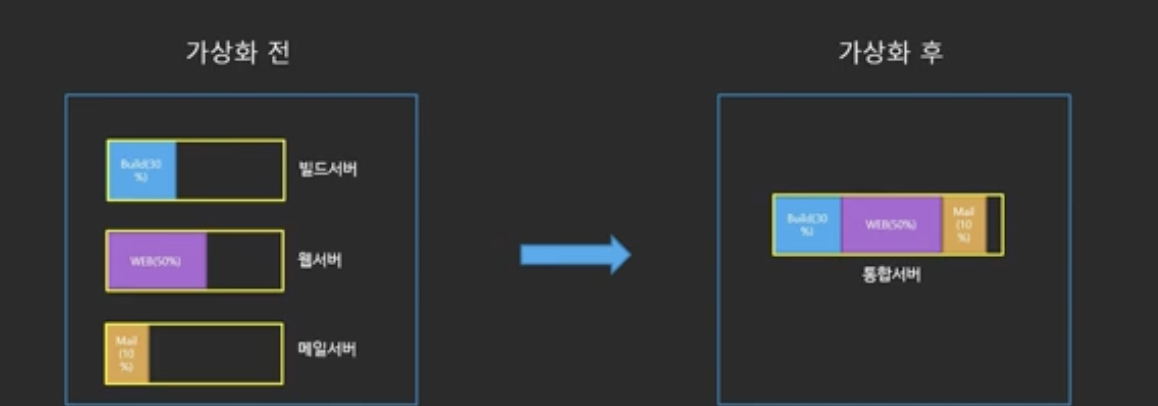 가상화 전
Build(30
%)
빌드서버
WEB(50%)
웹서버
Mail
(10
%)
메일서버
가상화 후
Build(30
%)
WEB(50%)
Mail
(10
%)
통합서버